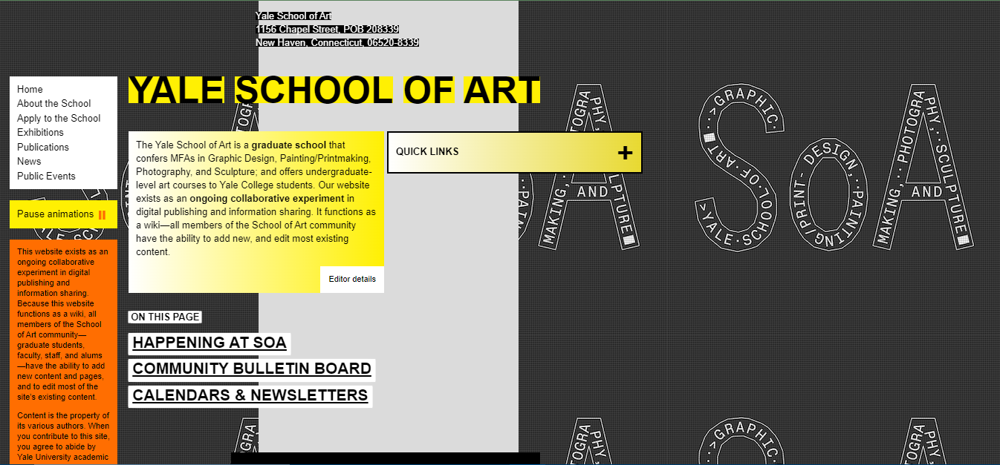 Yale School of Art
1156 Chapel Street, POB 208339
New Haven, Connecticut, 06520-8339
YALE SCHOOL OF ART
Home
About the School
Apply to the School
Exhibitions
Publications
News
Public Events
Pause animations
This website exists as an
ongoing collaborative
experiment in digital
publishing and
information sharing.
Because this website
functions as a wiki, all
members of the School
of Art community—
graduate students,
faculty, staff, and alums
—have the ability to add
new content and pages,
and to edit most of the
site's existing content.
Content is the property of
its various authors. When
you contribute to this site,
you agree to abide by
Yale University academic
The Yale School of Art is a graduate school that
confers MFAs in Graphic Design, Painting/Printmaking,
Photography, and Sculpture; and offers undergraduate-
level art courses to Yale College students. Our website
exists as an ongoing collaborative experiment in
digital publishing and information sharing. It functions as
a wiki—all members of the School of Art community
have the ability to add new, and edit most existing
content.
Editor details
QUICK LINKS +
ON THIS PAGE
HAPPENING AT SOA
COMMUNITY BULLETIN BOARD
CALENDARS & NEWSLETTERS
>YALE·SCHOOL·OF·ART
··>GRAPHIC·
DESIGN,·
PAINTING/PRINT-
MAKING,··PHOTOGRA
PHY,··SCULPTURE
AND